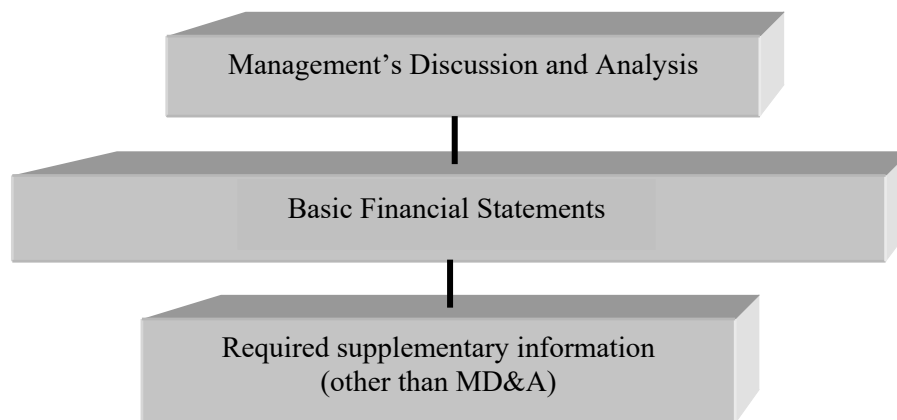 Management’s Discussion and Analysis
Basic Financial Statements
Required supplementary information
(other than MD&A)